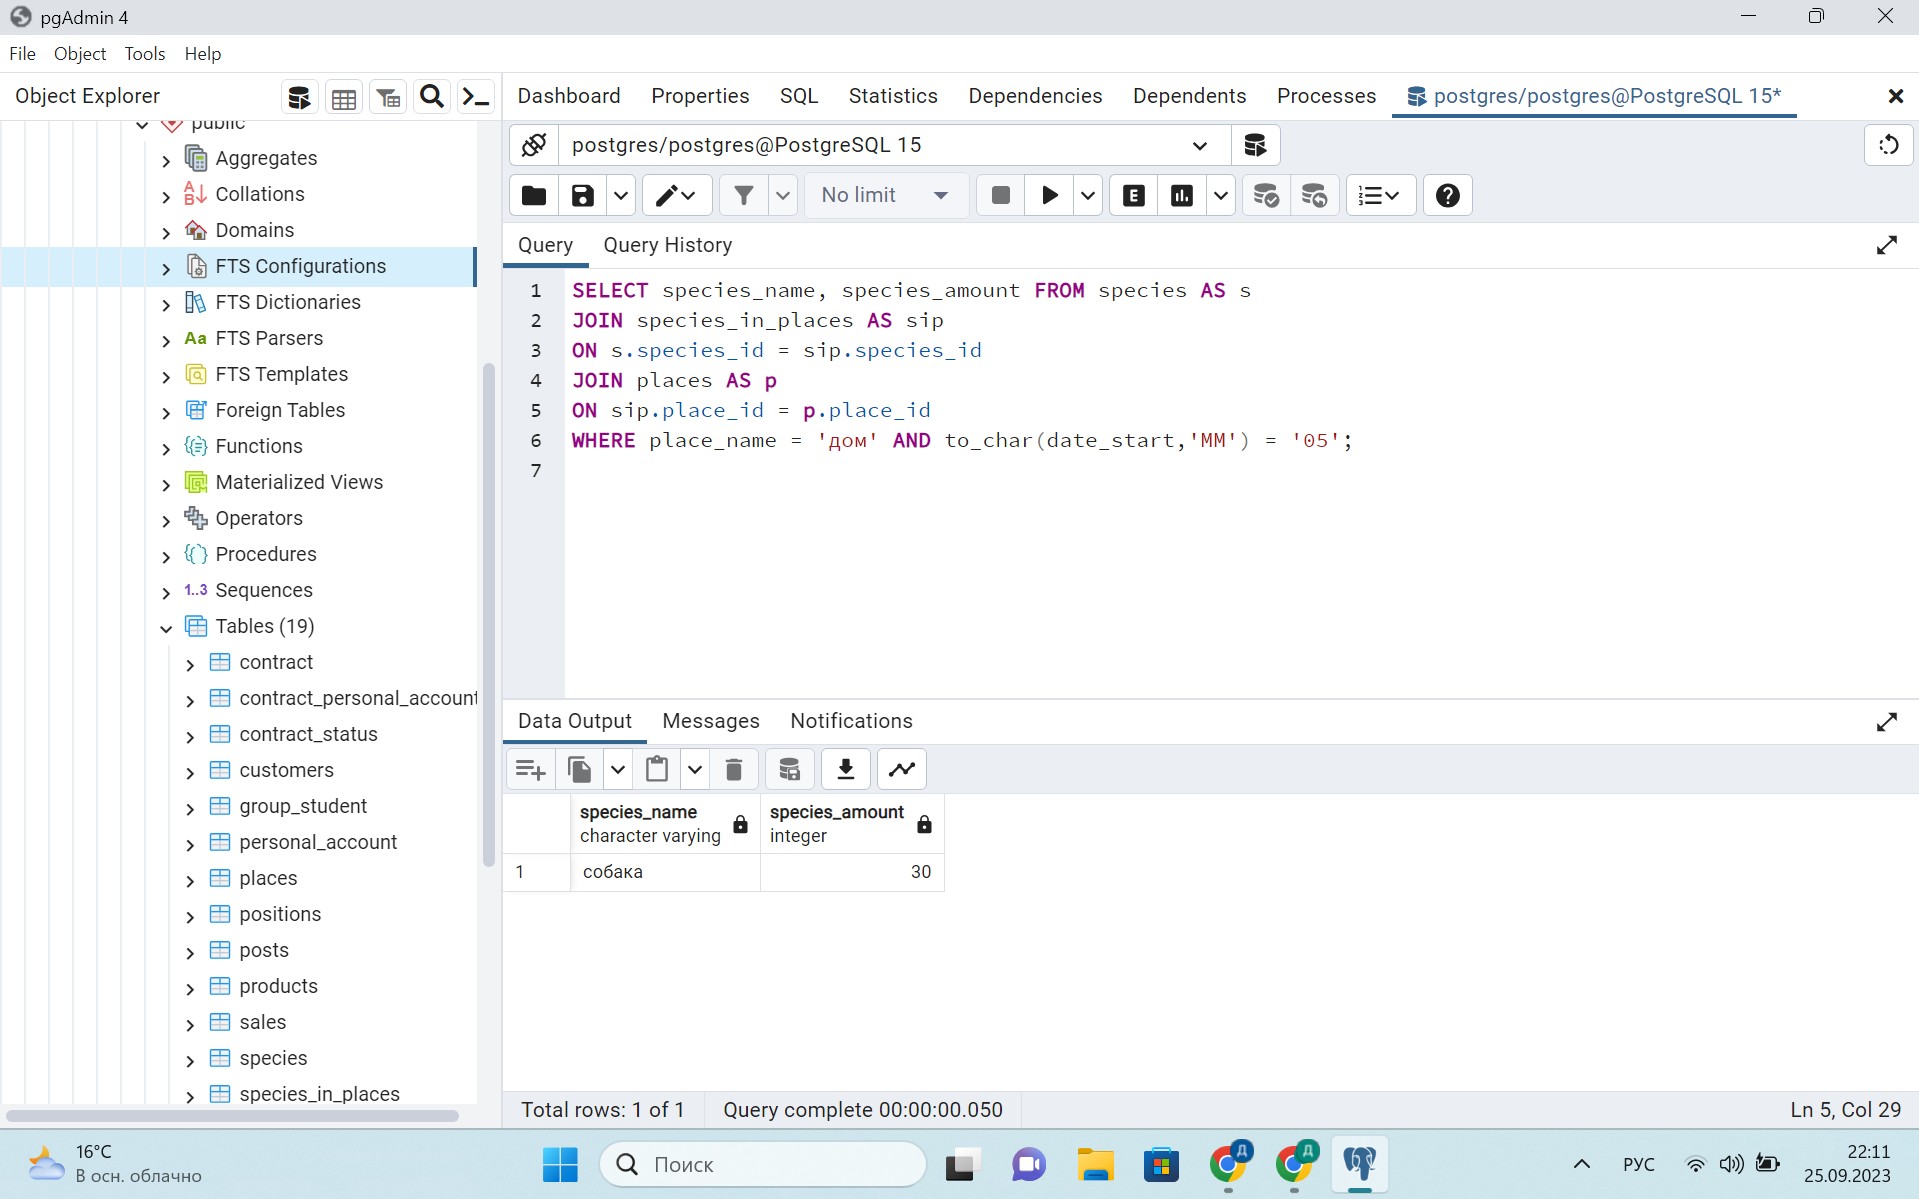 pgAdmin 4
File Object Tools Help
Object Explorer
Dashboard Properties SQL Statistics Dependencies Dependents Processes postgres/postgres@PostgreSQL 15*
public
Aggregates
Collations
Domains
FTS Configurations
FTS Dictionaries
Aa FTS Parsers
FTS Templates
Foreign Tables
Functions
Materialized Views
Operators
Procedures
1..3 Sequences
Tables (19)
contract
contract_personal_account
contract_status
customers
group_student
personal_account
places
positions
posts
products
sales
species
species_in_places
postgres/postgres@PostgreSQL 15
No limit
E
Query Query History
1 SELECT species_name, species_amount FROM species AS s
2 JOIN species_in_places AS sip
3 ON s.species_id = sip.species_id
4 JOIN places AS p
5 ON sip.place_id = p.place_id
6 WHERE place_name = 'дом' AND to_char(date_start,'MM') = '05';
7
Data Output Messages Notifications
species_name species_amount
character varying integer
1 собака 30
Total rows: 1 of 1 Query complete 00:00:00.050 Ln 5, Col 29
16°C
В осн. облачно
Поиск
Д
Д
РУС
22:11
25.09.2023